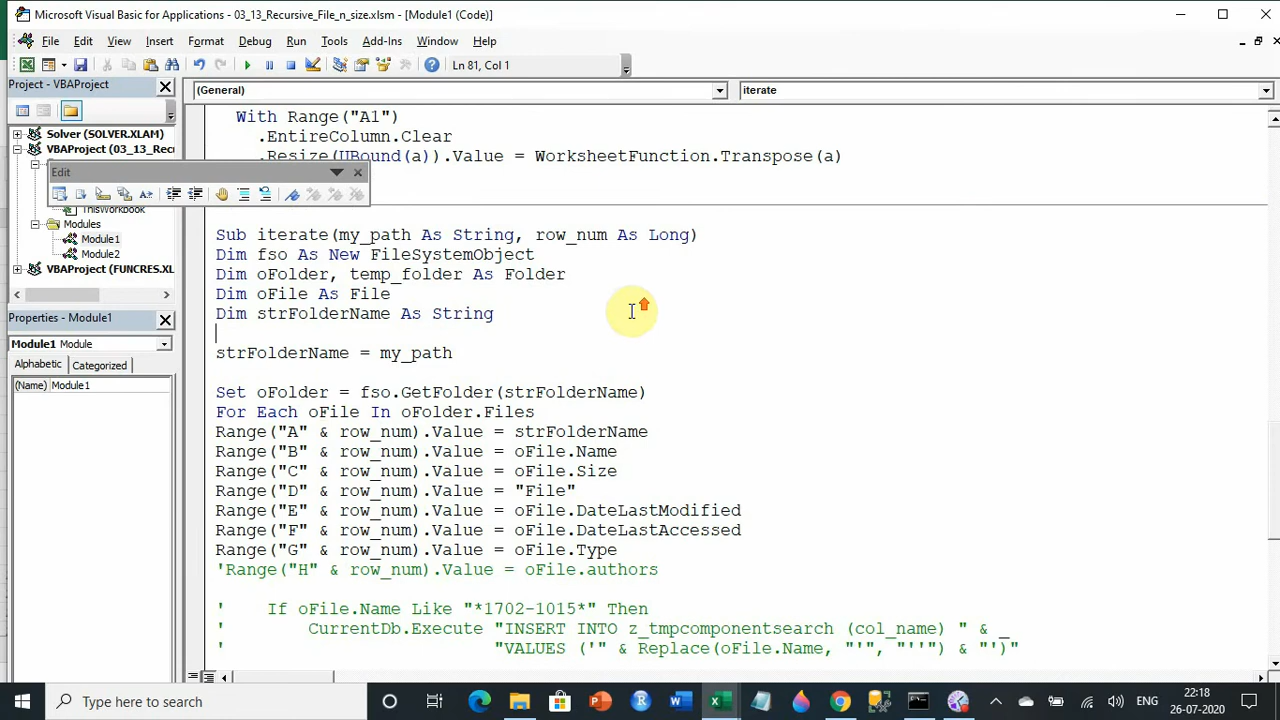 Microsoft Visual Basic for Applications - 03_13_Recursive_File_n_size.xlsm - [Module1 (Code)]
File Edit View Insert Format Debug Run Tools Add-Ins Window Help
Ln 81, Col 1
Project - VBAProject
(General) iterate
Solver (SOLVER.XLAM)
VBAProject (03_13_Recu
Edit
ThisWorkbook
Modules
Module1
Module2
VBAProject (FUNCRES.XL
Properties - Module1
Module1 Module
Alphabetic Categorized
(Name) Module1
With Range("A1")
.EntireColumn.Clear
.Resize(UBound(a)).Value = WorksheetFunction.Transpose(a)
Sub iterate(my_path As String, row_num As Long)
Dim fso As New FileSystemObject
Dim oFolder, temp_folder As Folder
Dim oFile As File
Dim strFolderName As String
strFolderName = my_path
Set oFolder = fso.GetFolder(strFolderName)
For Each oFile In oFolder.Files
Range("A" & row_num).Value = strFolderName
Range("B" & row_num).Value = oFile.Name
Range("C" & row_num).Value = oFile.Size
Range("D" & row_num).Value = "File"
Range("E" & row_num).Value = oFile.DateLastModified
Range("F" & row_num).Value = oFile.DateLastAccessed
Range("G" & row_num).Value = oFile.Type
'Range("H" & row_num).Value = oFile.authors
' If oFile.Name Like "*1702-1015*" Then
' CurrentDb.Execute "INSERT INTO z_tmpcomponentsearch (col_name) " & _
' "VALUES ('" & Replace(oFile.Name, "'", "''") & "')"
Type here to search
ENG
22:18
26-07-2020